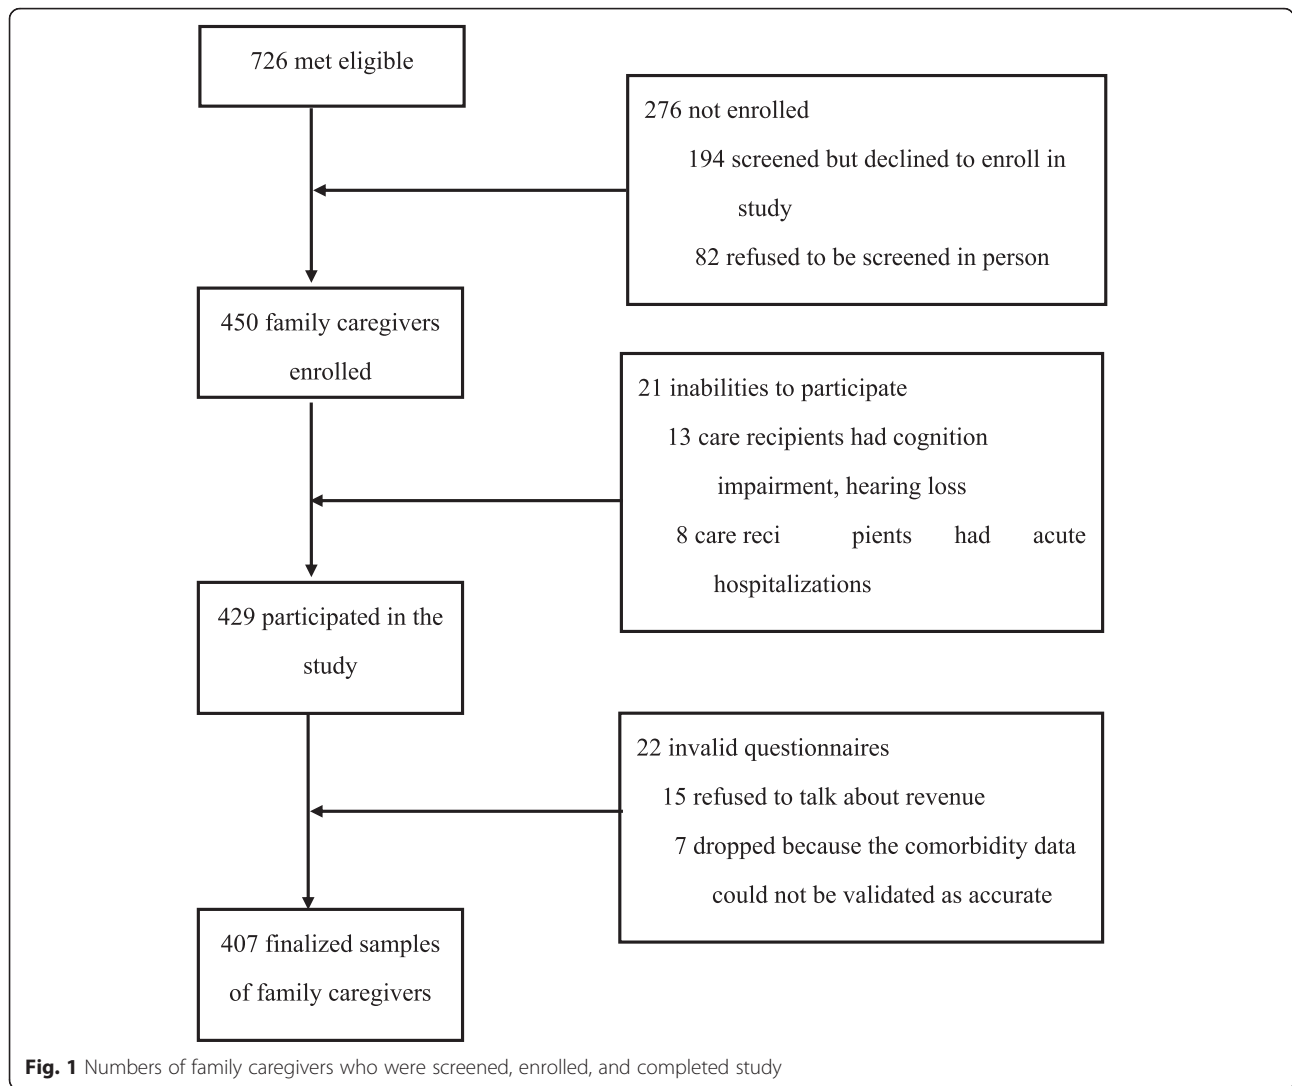 726 met eligible
276 not enrolled
194 screened but declined to enroll in
study
82 refused to be screened in person
450 family caregivers
enrolled
21 inabilities to participate
13 care recipients had cognition
impairment, hearing loss
8 care reci pients had acute
hospitalizations
429 participated in the
study
22 invalid questionnaires
15 refused to talk about revenue
7 dropped because the comorbidity data
could not be validated as accurate
407 finalized samples
of family caregivers
Fig. 1 Numbers of family caregivers who were screened, enrolled, and completed study